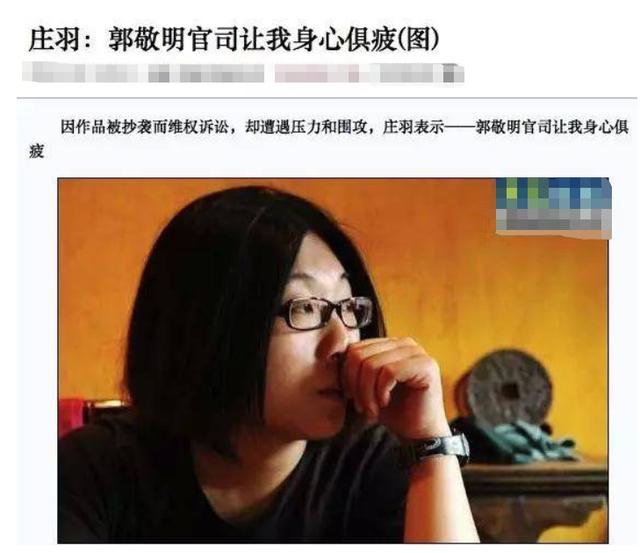 庄羽：郭敬明官司让我身心俱疲(图)
因作品被抄袭而维权诉讼，却遭遇压力和围攻，庄羽表示——郭敬明官司让我身心俱
疲